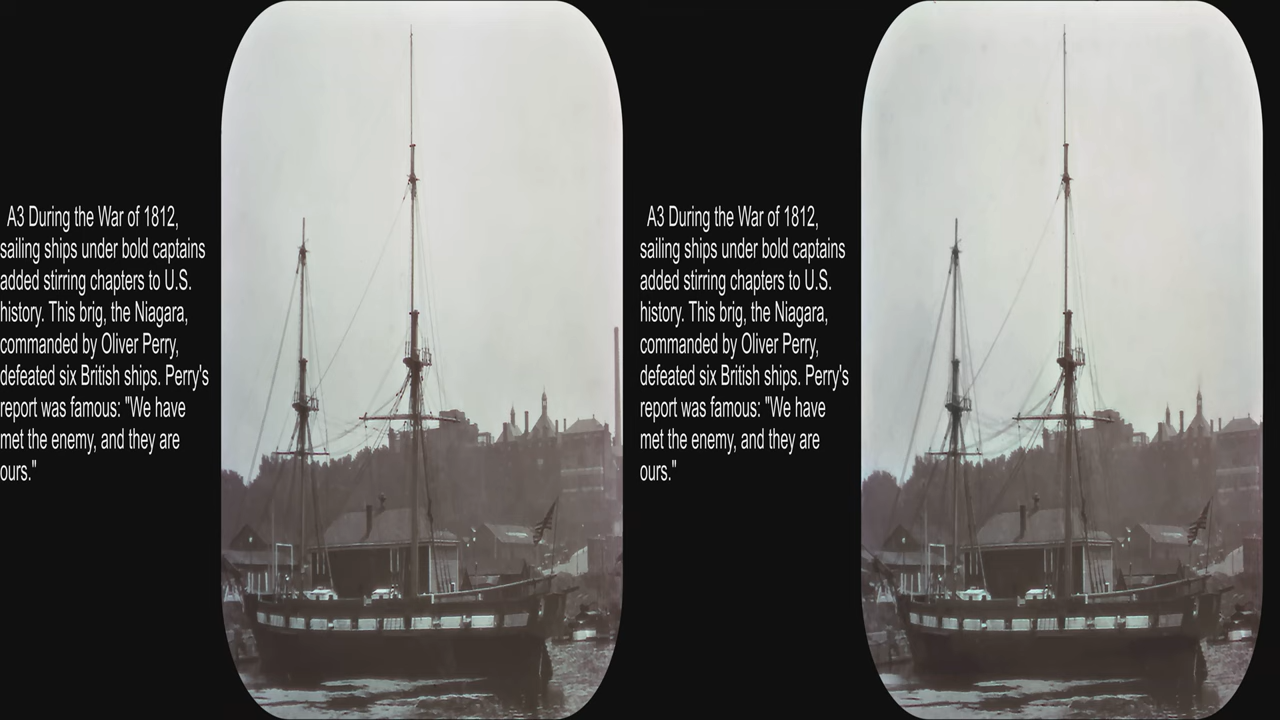 A3 During the War of 1812,
sailing ships under bold captains
added stirring chapters to U.S.
history. This brig, the Niagara,
commanded by Oliver Perry,
defeated six British ships. Perry's
report was famous: "We have
met the enemy, and they are
ours."
A3 During the War of 1812,
sailing ships under bold captains
added stirring chapters to U.S.
history. This brig, the Niagara,
commanded by Oliver Perry,
defeated six British ships. Perry's
report was famous: "We have
met the enemy, and they are
ours."